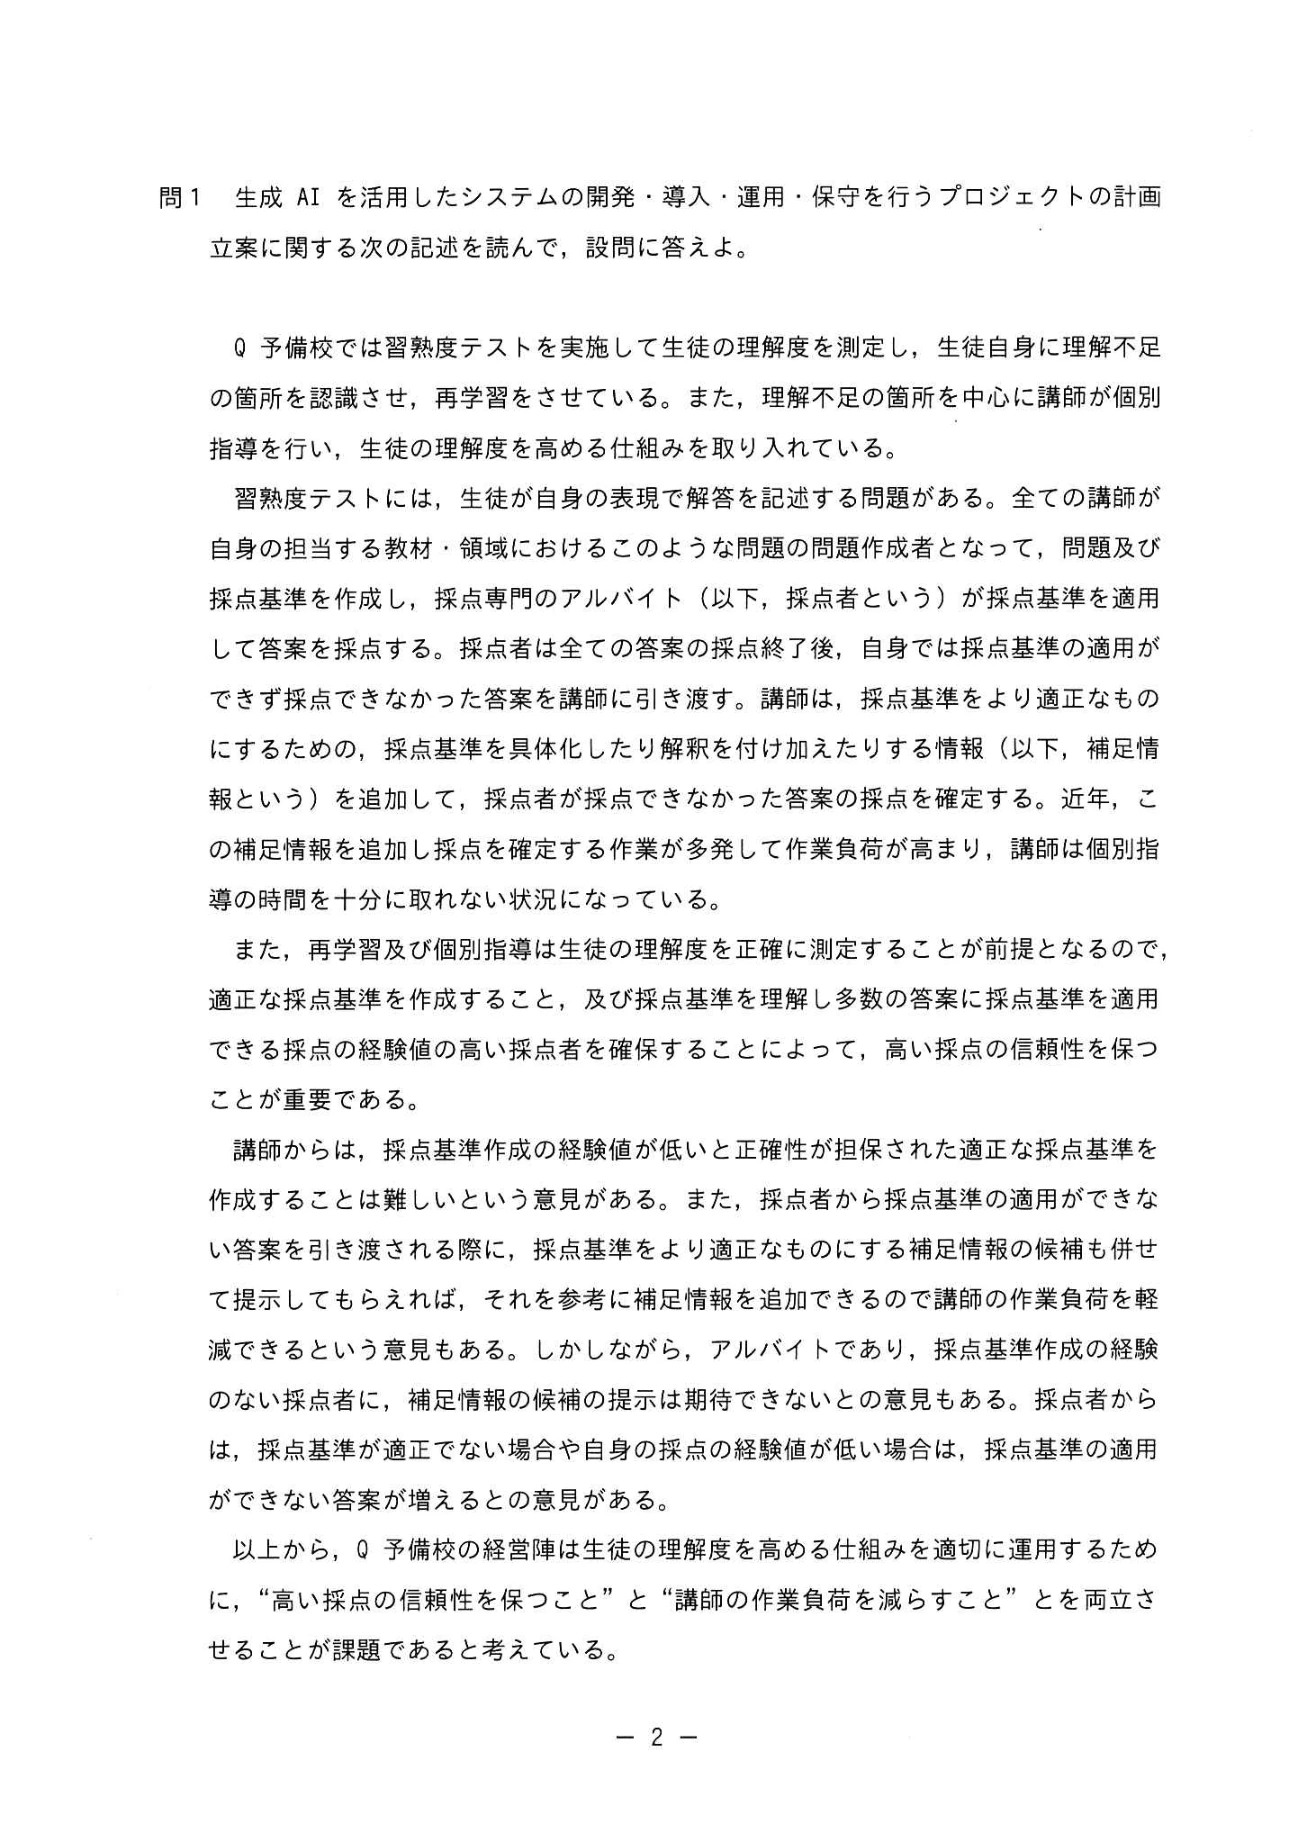 問1 生成 AI を活用したシステムの開発・導入・運用・保守を行うプロジェクトの計画
立案に関する次の記述を読んで，設問に答えよ。
Q 予備校では習熟度テストを実施して生徒の理解度を測定し，生徒自身に理解不足
の箇所を認識させ，再学習をさせている。また，理解不足の箇所を中心に講師が個別
指導を行い，生徒の理解度を高める仕組みを取り入れている。
習熟度テストには，生徒が自身の表現で解答を記述する問題がある。全ての講師が
自身の担当する教材・領域におけるこのような問題の問題作成者となって，問題及び
採点基準を作成し，採点専門のアルバイト（以下，採点者という）が採点基準を適用
して答案を採点する。採点者は全ての答案の採点終了後，自身では採点基準の適用が
できず採点できなかった答案を講師に引き渡す。講師は，採点基準をより適正なもの
にするための，採点基準を具体化したり解釈を付け加えたりする情報（以下，補足情
報という）を追加して，採点者が採点できなかった答案の採点を確定する。近年，こ
の補足情報を追加し採点を確定する作業が多発して作業負荷が高まり，講師は個別指
導の時間を十分に取れない状況になっている。
また，再学習及び個別指導は生徒の理解度を正確に測定することが前提となるので，
適正な採点基準を作成すること，及び採点基準を理解し多数の答案に採点基準を適用
できる採点の経験値の高い採点者を確保することによって，高い採点の信頼性を保つ
ことが重要である。
講師からは，採点基準作成の経験値が低いと正確性が担保された適正な採点基準を
作成することは難しいという意見がある。また，採点者から採点基準の適用ができな
い答案を引き渡される際に，採点基準をより適正なものにする補足情報の候補も併せ
て提示してもらえれば，それを参考に補足情報を追加できるので講師の作業負荷を軽
減できるという意見もある。しかしながら，アルバイトであり，採点基準作成の経験
のない採点者に，補足情報の候補の提示は期待できないとの意見もある。採点者から
は，採点基準が適正でない場合や自身の採点の経験値が低い場合は，採点基準の適用
ができない答案が増えるとの意見がある。
以上から，Q 予備校の経営陣は生徒の理解度を高める仕組みを適切に運用するため
に，“高い採点の信頼性を保つこと”と“講師の作業負荷を減らすこと”とを両立さ
せることが課題であると考えている。
－ 2 －